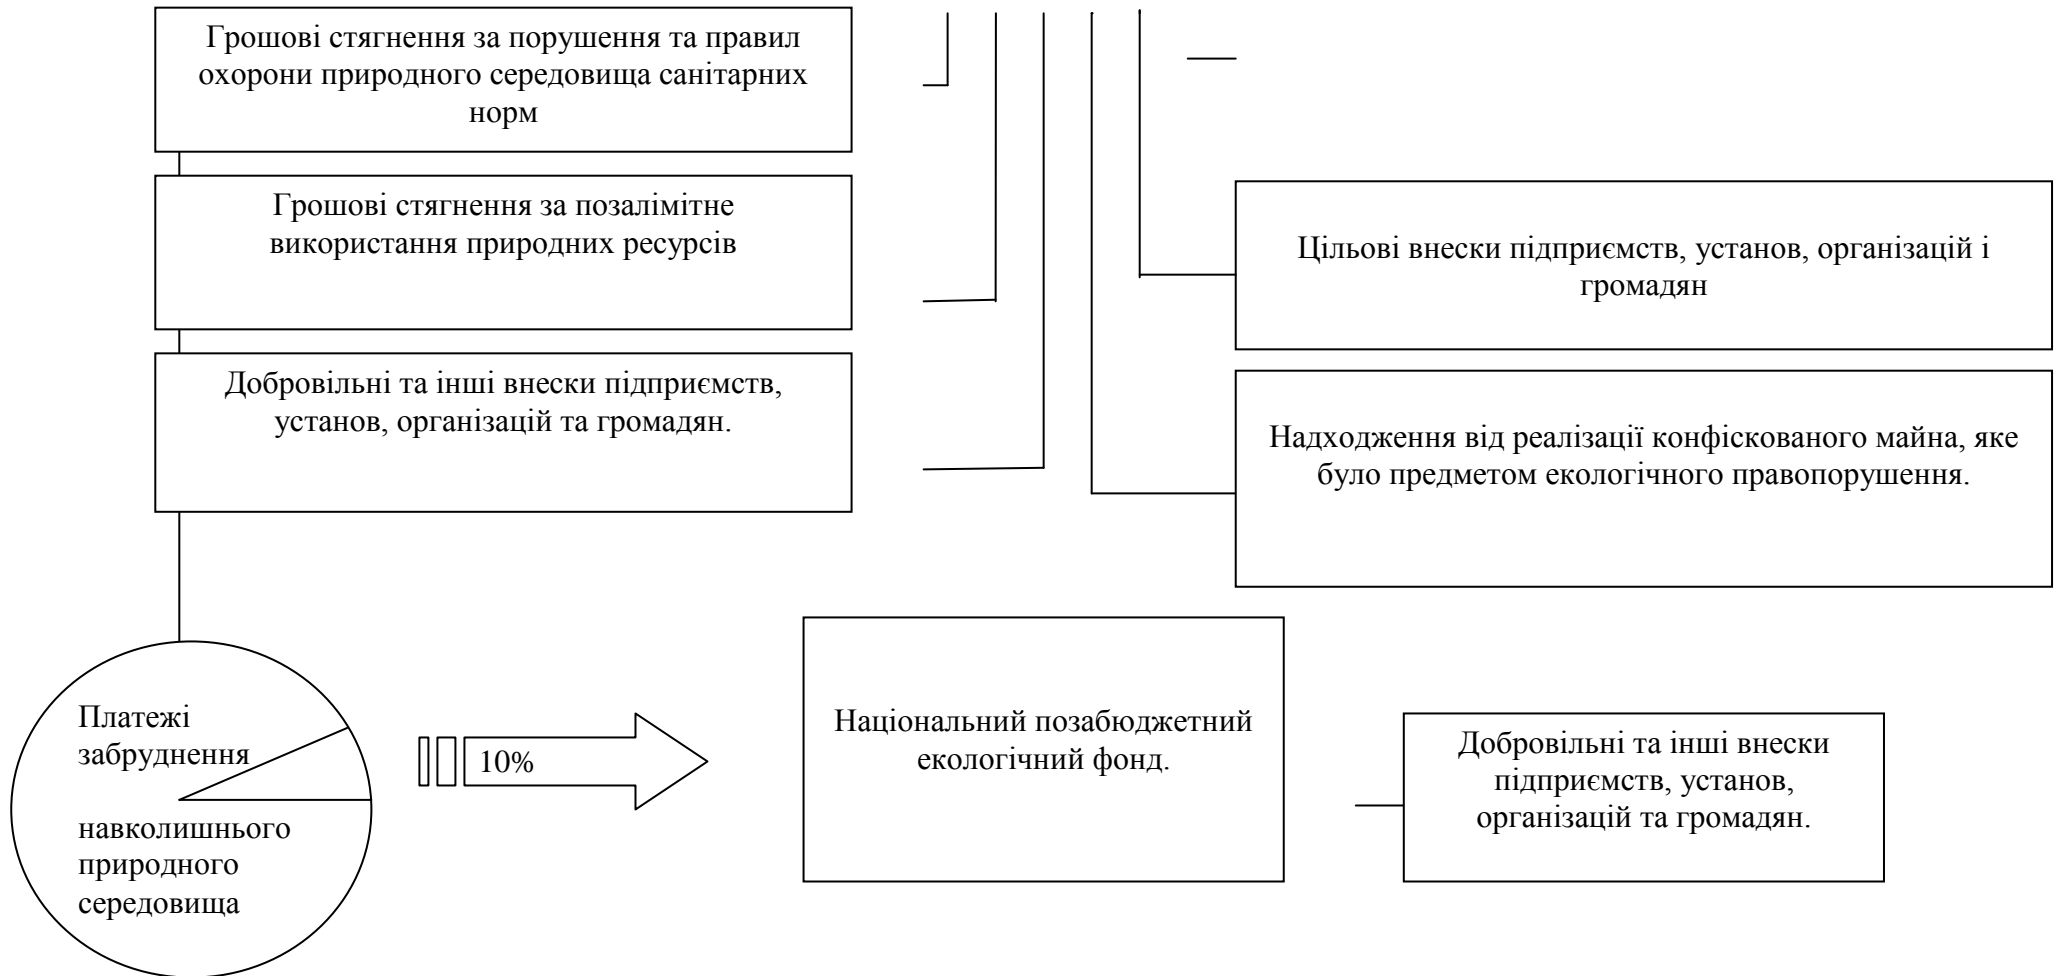 Грошові стягнення за порушення та правил
охорони природного середовища санітарних
норм
Грошові стягнення за позалімітне
використання природних ресурсів
Цільові внески підприємств, установ, організацій і
громадян
Добровільні та інші внески підприємств,
установ, організацій та громадян.
Надходження від реалізації конфіскованого майна, яке
було предметом екологічного правопорушення.
Платежі
забруднення
навколишнього
природного
середовища
10%
Національний позабюджетний
екологічний фонд.
Добровільні та інші внески
підприємств, установ,
організацій та громадян.